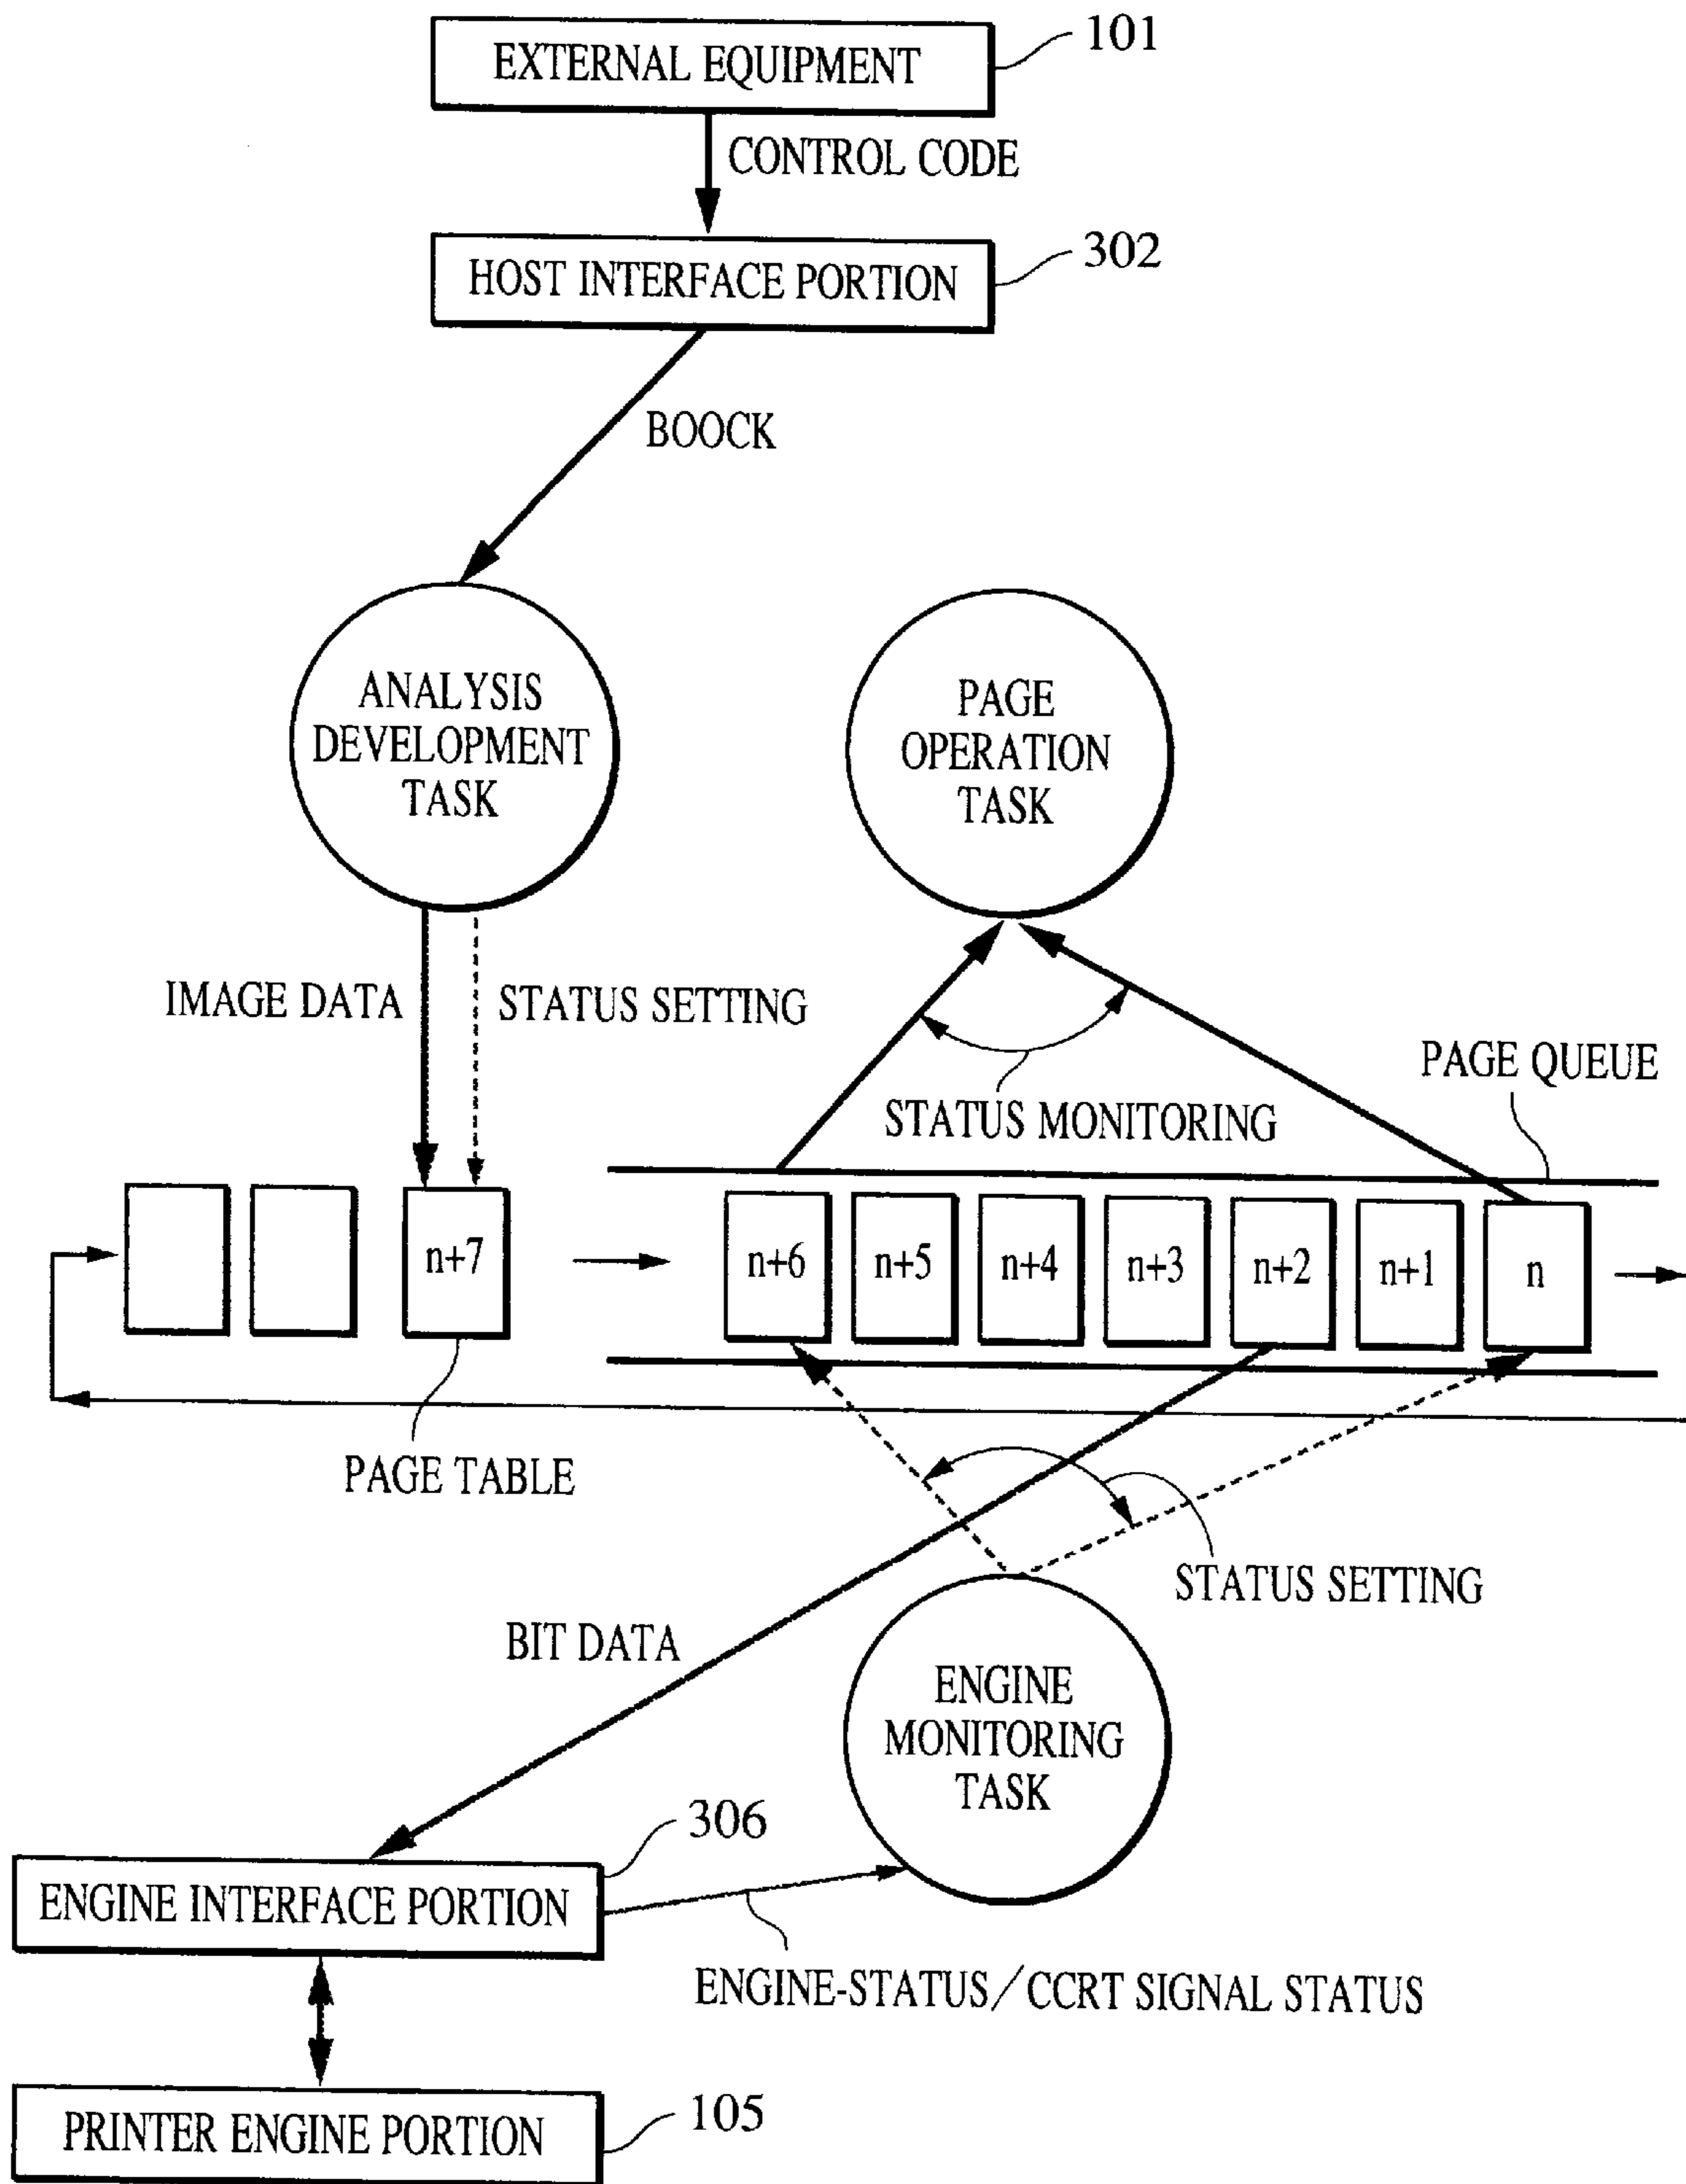 EXTERNAL EQUIPMENT
101
CONTROL CODE
HOST INTERFACE PORTION
302
BOOCK
ANALYSIS
DEVELOPMENT
TASK
PAGE
OPERATION
TASK
IMAGE DATA
STATUS SETTING
PAGE QUEUE
STATUS MONITORING
n+7
n+6
n+5
n+4
n+3
n+2
n+1
n
PAGE TABLE
STATUS SETTING
BIT DATA
ENGINE
MONITORING
TASK
306
ENGINE INTERFACE PORTION
ENGINE-STATUS/CCRT SIGNAL STATUS
PRINTER ENGINE PORTION
105